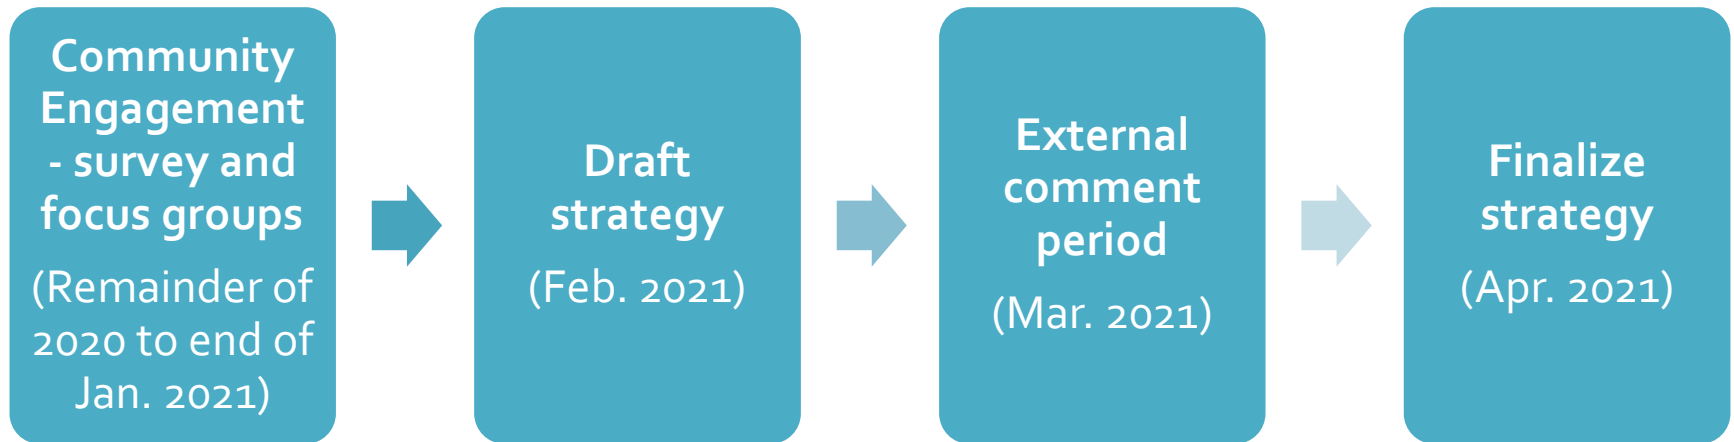 Community
Engagement
- survey and
focus groups
(Remainder of
2020 to end of
Jan. 2021)
Draft
strategy
(Feb. 2021)
External
comment
period
(Mar. 2021)
Finalize
strategy
(Apr. 2021)